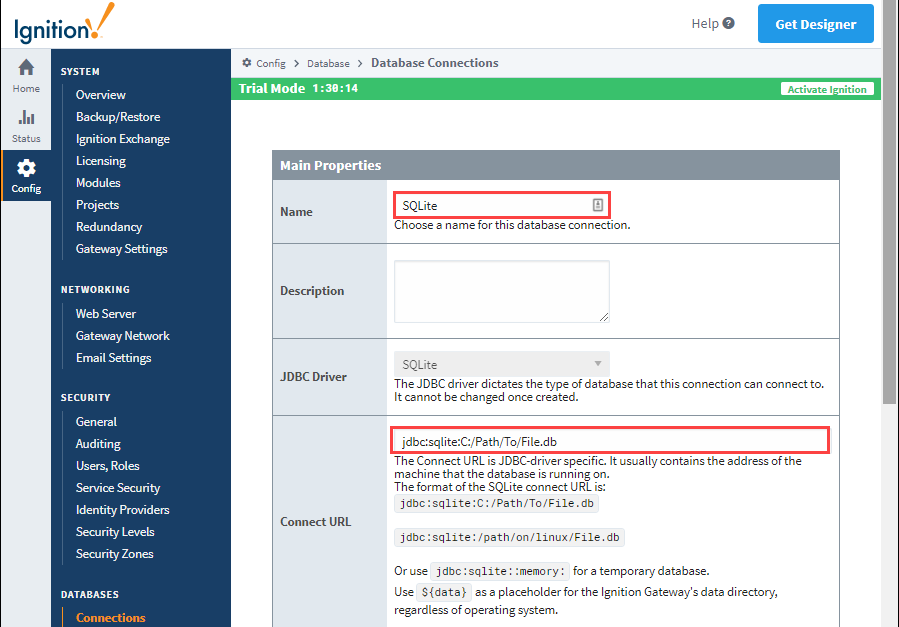 Ignition!
Help ?
Get Designer
Home
Status
Config
SYSTEM
Overview
Backup/Restore
Ignition Exchange
Licensing
Modules
Projects
Redundancy
Gateway Settings
NETWORKING
Web Server
Gateway Network
Email Settings
SECURITY
General
Auditing
Users, Roles
Service Security
Identity Providers
Security Levels
Security Zones
DATABASES
Connections
Config > Database > Database Connections
Trial Mode 1:30:14
Activate Ignition
Main Properties
Name
SQLite
Choose a name for this database connection.
Description
JDBC Driver
SQLite
The JDBC driver dictates the type of database that this connection can connect to.
It cannot be changed once created.
Connect URL
jdbc:sqlite:C:/Path/To/File.db
The Connect URL is JDBC-driver specific. It usually contains the address of the
machine that the database is running on.
The format of the SQLite connect URL is:
jdbc:sqlite:C:/Path/To/File.db
jdbc:sqlite:/path/on/linux/File.db
Or use jdbc:sqlite::memory: for a temporary database.
Use ${data} as a placeholder for the Ignition Gateway's data directory,
regardless of operating system.